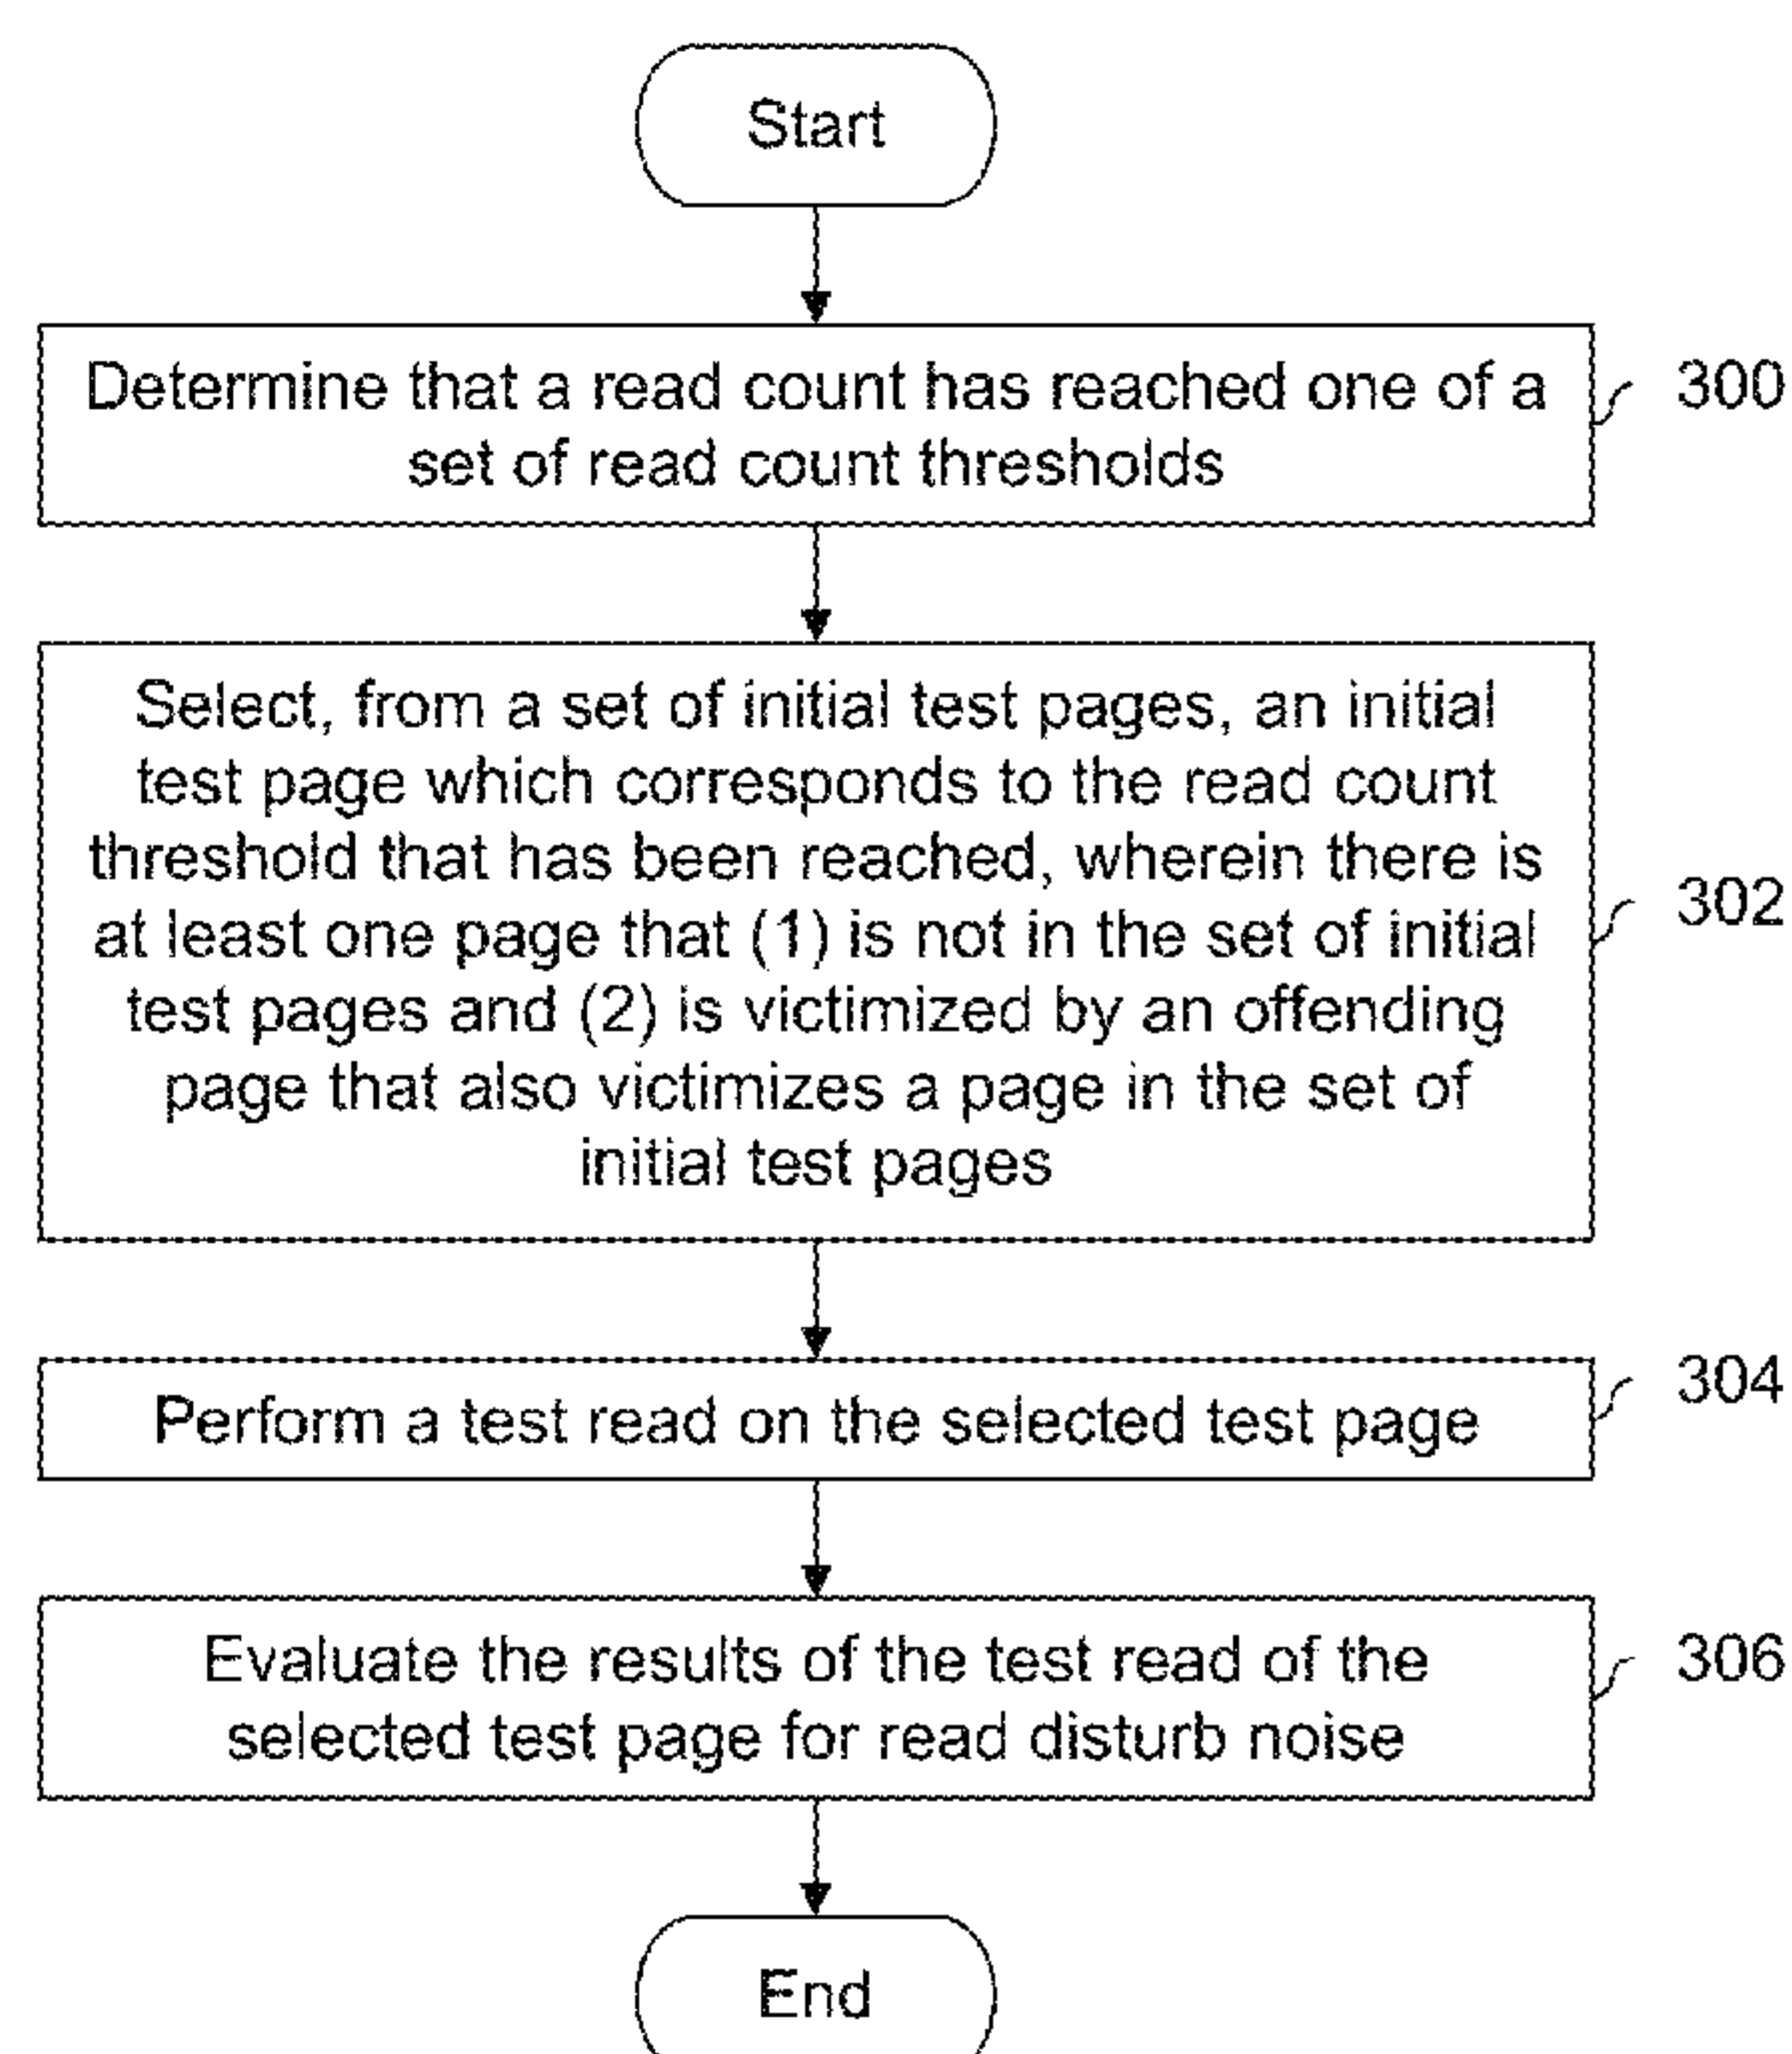 Start
Determine that a read count has reached one of a
set of read count thresholds
300
Select, from a set of initial test pages, an initial
test page which corresponds to the read count
threshold that has been reached, wherein there is
at least one page that (1) is not in the set of initial
test pages and (2) is victimized by an offending
page that also victimizes a page in the set of
initial test pages
302
Perform a test read on the selected test page
304
Evaluate the results of the test read of the
selected test page for read disturb noise
306
End